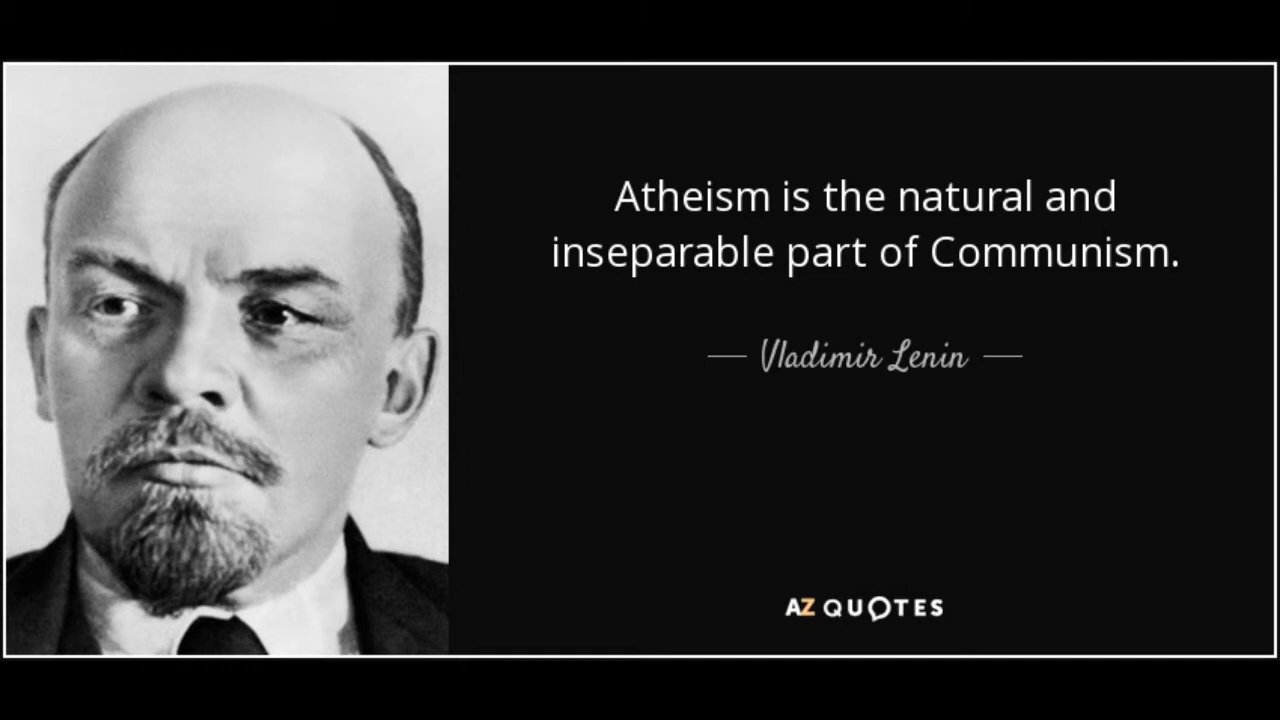 Atheism is the natural and
inseparable part of Communism.
Vladimir Lenin
AZ QUOTES